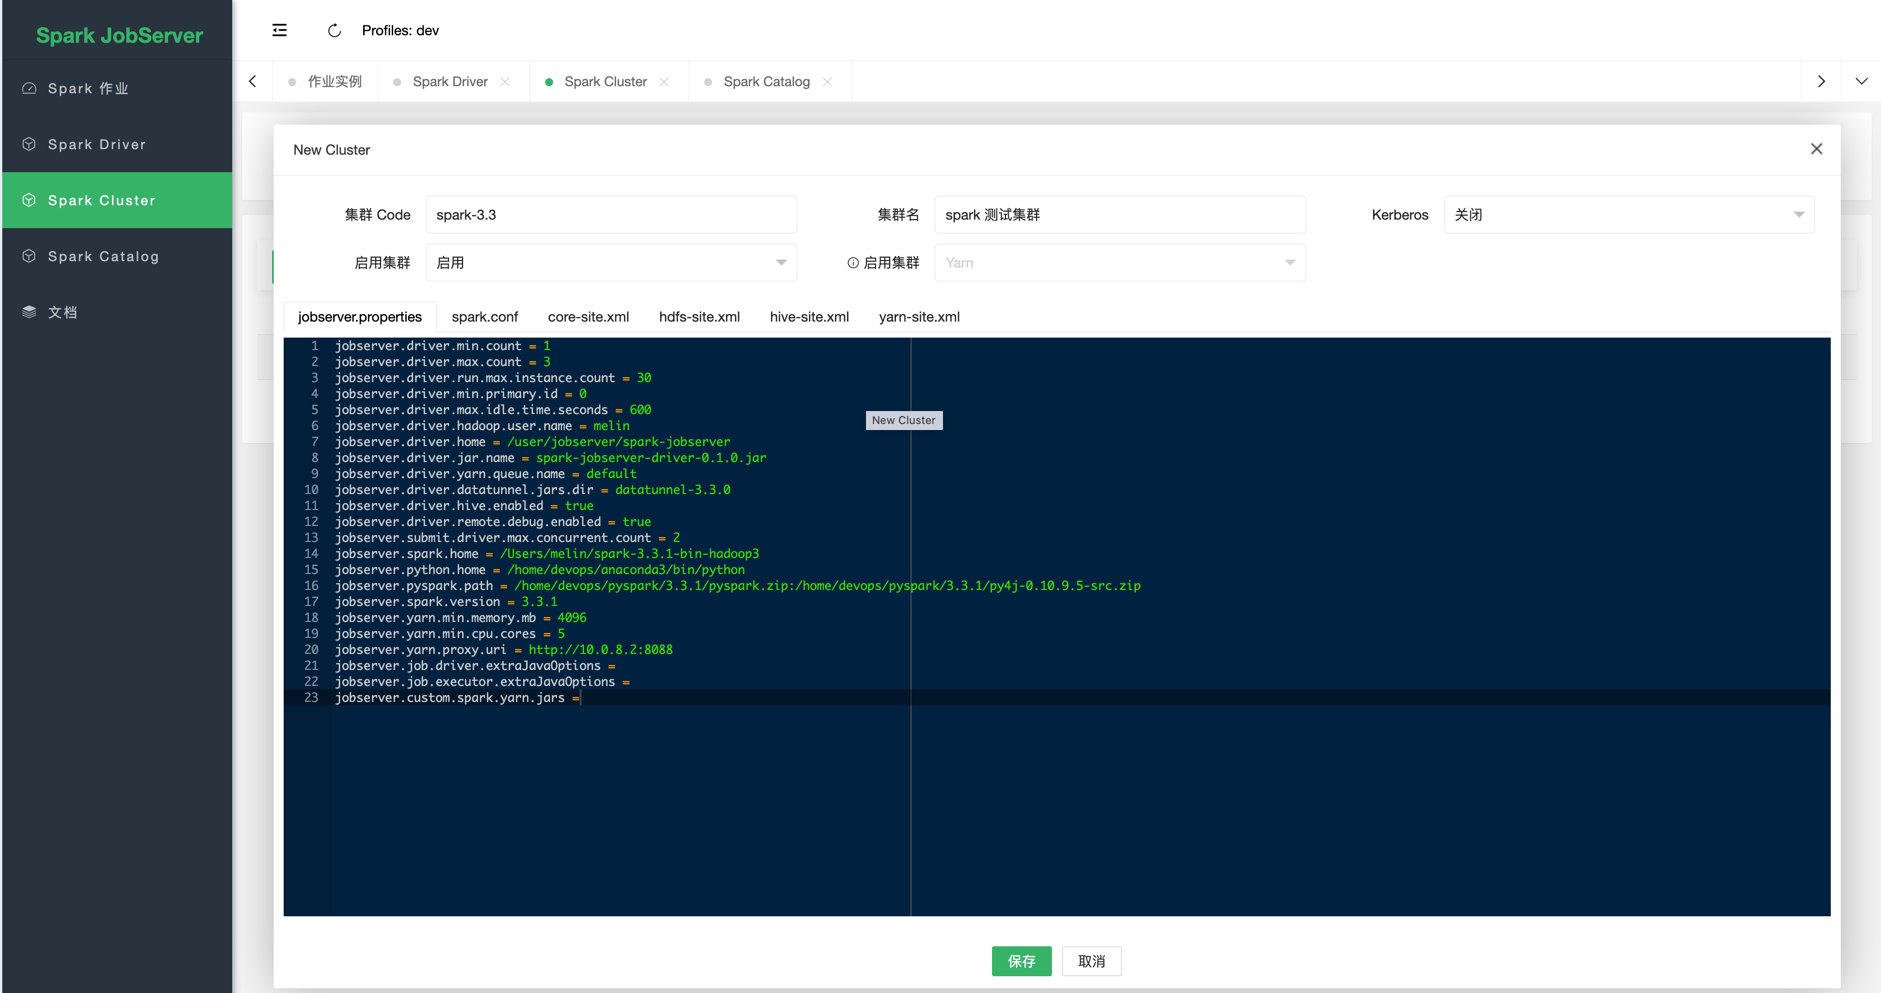 Spark JobServer
Profiles: dev
作业实例
Spark Driver
Spark Cluster
Spark Catalog
Spark 作业
Spark Driver
Spark Cluster
Spark Catalog
文档
New Cluster
集群 Code
spark-3.3
集群名
spark 测试集群
Kerberos
关闭
启用集群
启用
启用集群
Yarn
jobserver.properties
spark.conf
core-site.xml
hdfs-site.xml
hive-site.xml
yarn-site.xml
1 jobserver.driver.min.count = 1
2 jobserver.driver.max.count = 3
3 jobserver.driver.run.max.instance.count = 30
4 jobserver.driver.min.primary.id = 0
5 jobserver.driver.max.idle.time.seconds = 600
6 jobserver.driver.hadoop.user.name = melin
7 jobserver.driver.home = /user/jobserver/spark-jobserver
8 jobserver.driver.jar.name = spark-jobserver-driver-0.1.0.jar
9 jobserver.driver.yarn.queue.name = default
10 jobserver.driver.datatunnel.jars.dir = datatunnel-3.3.0
11 jobserver.driver.hive.enabled = true
12 jobserver.driver.remote.debug.enabled = true
13 jobserver.submit.driver.max.concurrent.count = 2
14 jobserver.spark.home = /Users/melin/spark-3.3.1-bin-hadoop3
15 jobserver.python.home = /home/devops/anaconda3/bin/python
16 jobserver.pyspark.path = /home/devops/pyspark/3.3.1/pyspark.zip:/home/devops/pyspark/3.3.1/py4j-0.10.9.5-src.zip
17 jobserver.spark.version = 3.3.1
18 jobserver.yarn.min.memory.mb = 4096
19 jobserver.yarn.min.cpu.cores = 5
20 jobserver.yarn.proxy.uri = http://10.0.8.2:8088
21 jobserver.job.driver.extraJavaOptions =
22 jobserver.job.executor.extraJavaOptions =
23 jobserver.custom.spark.yarn.jars =
New Cluster
保存
取消